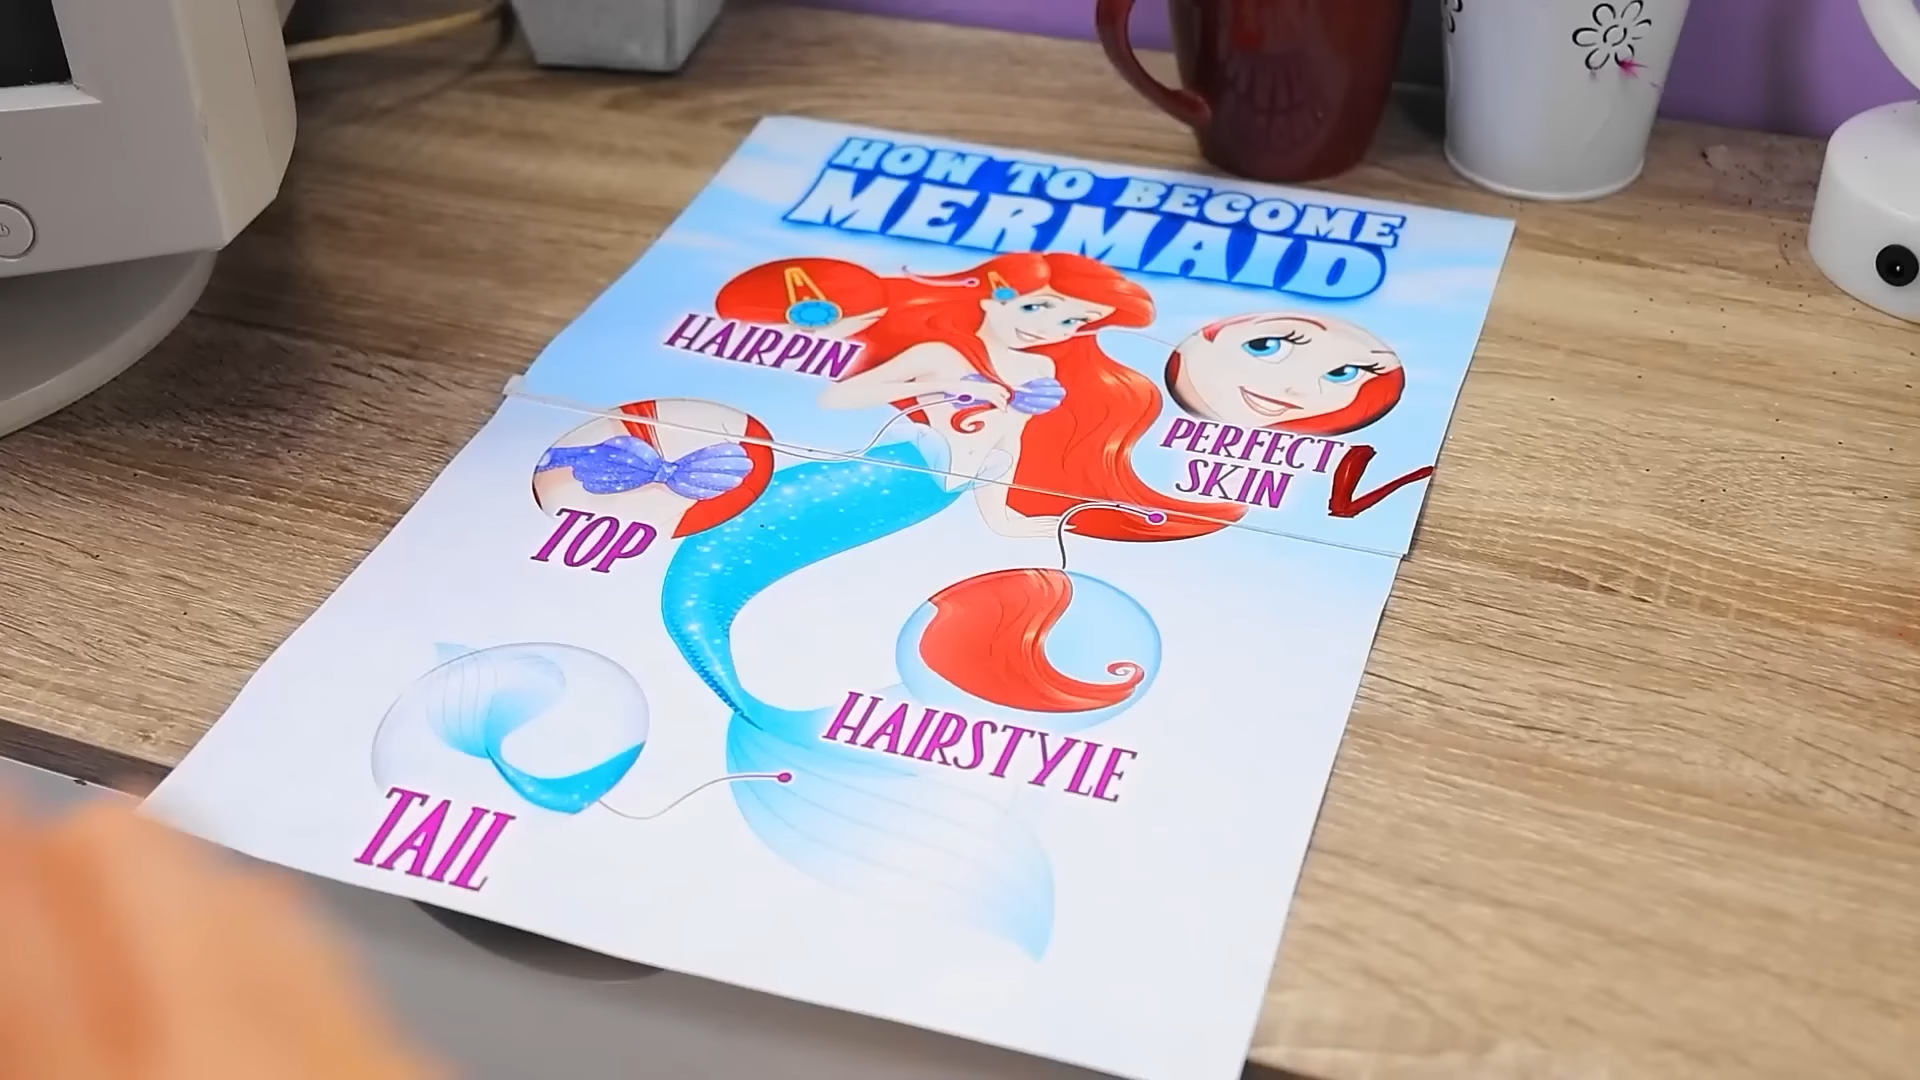 HOW TO BECOME
MERMAID
HAIRPIN
PERFECT
SKIN
TOP
HAIRSTYLE
TAIL